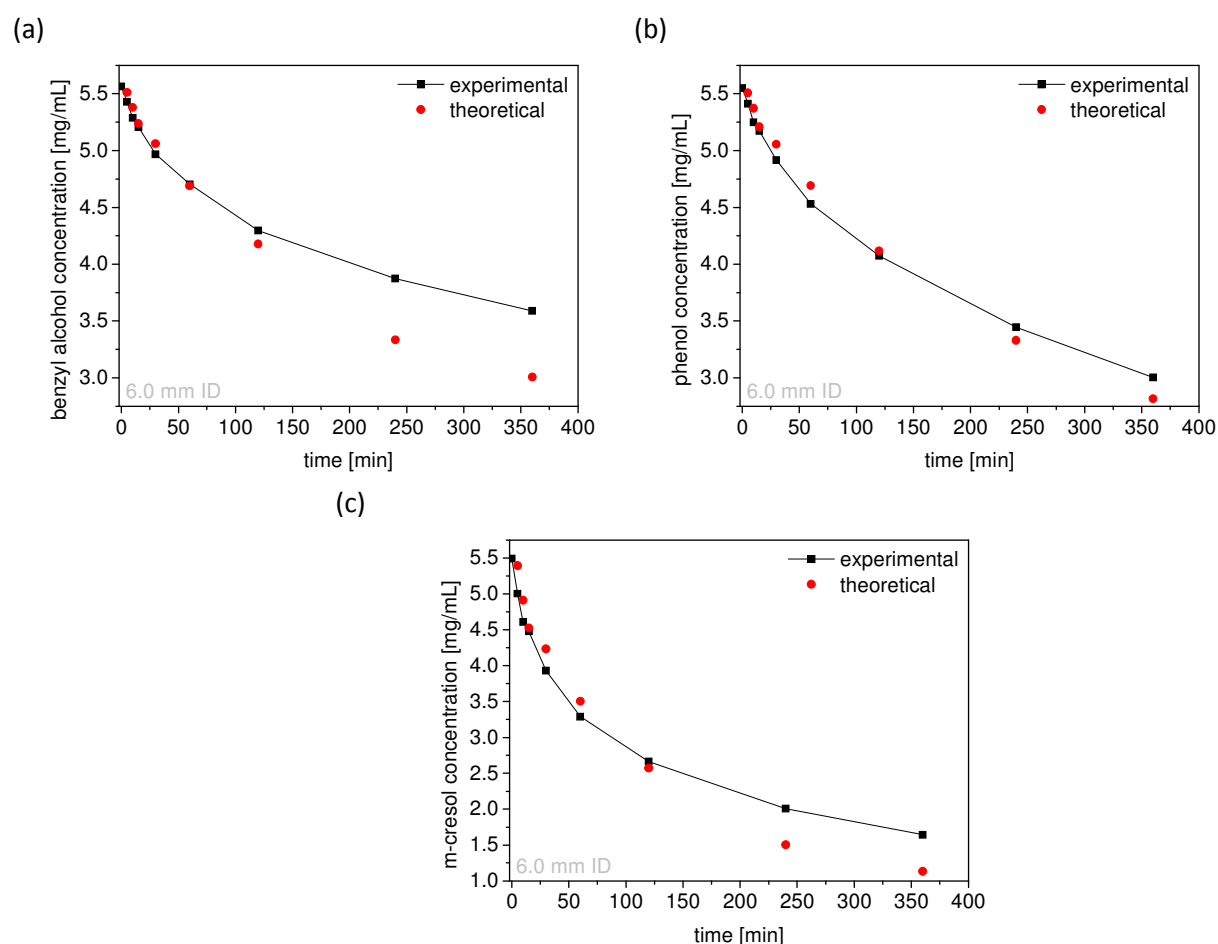 (a)
experimental
theoretical
5.5
5.0
4.5
4.0
3.5
3.0
benzyl alcohol concentration [mg/mL]
6.0 mm ID
0 50 100 150 200 250 300 350 400
time [min]
(b)
experimental
theoretical
5.5
5.0
4.5
4.0
3.5
3.0
phenol concentration [mg/mL]
6.0 mm ID
0 50 100 150 200 250 300 350 400
time [min]
(c)
experimental
theoretical
5.5
5.0
4.5
4.0
3.5
3.0
2.5
2.0
1.5
1.0
m-cresol concentration [mg/mL]
6.0 mm ID
0 50 100 150 200 250 300 350 400
time [min]